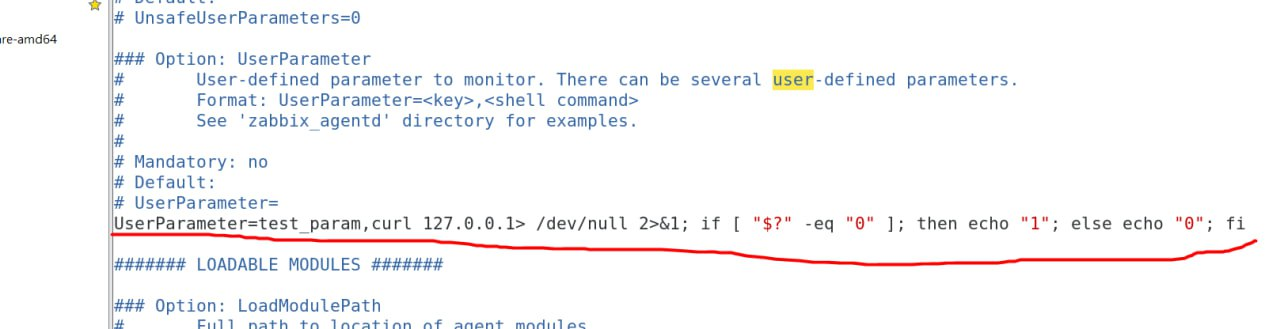 # Default:
# UnsafeUserParameters=0
re-amd64
### Option: UserParameter
#       User-defined parameter to monitor. There can be several user-defined parameters.
#       Format: UserParameter=<key>,<shell command>
#       See 'zabbix_agentd' directory for examples.
#
# Mandatory: no
# Default:
# UserParameter=
UserParameter=test_param,curl 127.0.0.1> /dev/null 2>&1; if [ "$?" -eq "0" ]; then echo "1"; else echo "0"; fi
####### LOADABLE MODULES #######
### Option: LoadModulePath
#       Full path to location of agent modules